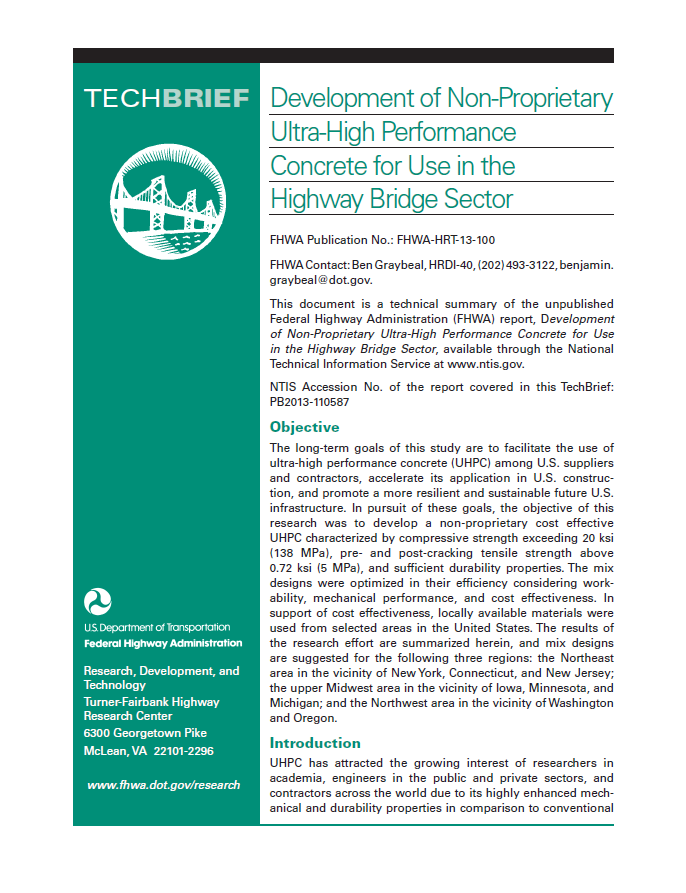 TECHBRIEF
Development of Non-Proprietary
Ultra-High Performance
Concrete for Use in the
Highway Bridge Sector
FHWA Publication No.: FHWA-HRT-13-100
FHWA Contact: Ben Graybeal, HRDI-40, (202) 493-3122, benjamin.
graybeal@dot.gov.
This document is a technical summary of the unpublished
Federal Highway Administration (FHWA) report, Development
of Non-Proprietary Ultra-High Performance Concrete for Use
in the Highway Bridge Sector, available through the National
Technical Information Service at www.ntis.gov.
NTIS Accession No. of the report covered in this TechBrief:
PB2013-110587
Objective
The long-term goals of this study are to facilitate the use of
ultra-high performance concrete (UHPC) among U.S. suppliers
and contractors, accelerate its application in U.S. construc-
tion, and promote a more resilient and sustainable future U.S.
infrastructure. In pursuit of these goals, the objective of this
research was to develop a non-proprietary cost effective
UHPC characterized by compressive strength exceeding 20 ksi
(138 MPa), pre- and post-cracking tensile strength above
0.72 ksi (5 MPa), and sufficient durability properties. The mix
designs were optimized in their efficiency considering work-
ability, mechanical performance, and cost effectiveness. In
support of cost effectiveness, locally available materials were
used from selected areas in the United States. The results of
the research effort are summarized herein, and mix designs
are suggested for the following three regions: the Northeast
area in the vicinity of New York, Connecticut, and New Jersey;
the upper Midwest area in the vicinity of Iowa, Minnesota, and
Michigan; and the Northwest area in the vicinity of Washington
and Oregon.
Introduction
UHPC has attracted the growing interest of researchers in
academia, engineers in the public and private sectors, and
contractors across the world due to its highly enhanced mech-
anical and durability properties in comparison to conventional
U.S. Department of Transportation
Federal Highway Administration
Research, Development, and
Technology
Turner-Fairbank Highway
Research Center
6300 Georgetown Pike
McLean, VA 22101-2296
www.fhwa.dot.gov/research